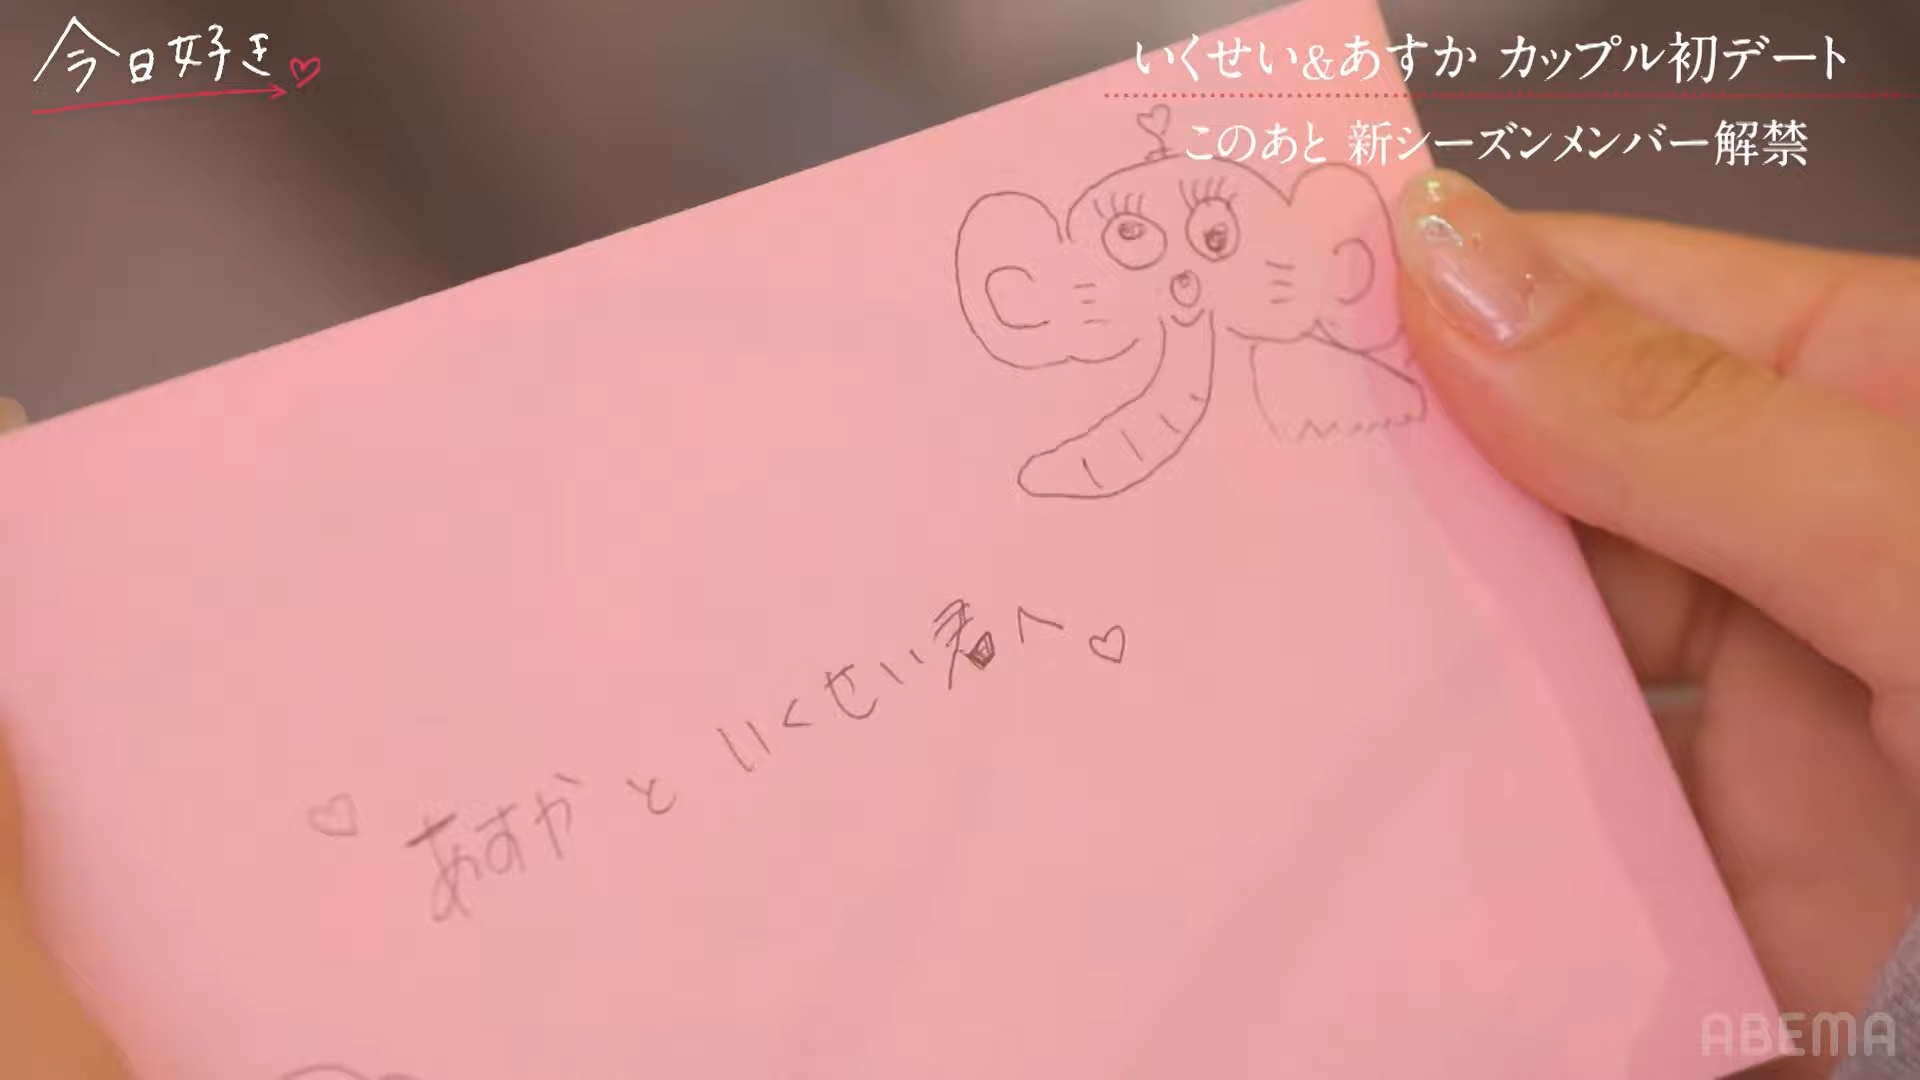 今日好き
いくせい&あすか カップル初デート
このあと 新シーズンメンバー解禁
あすか と いくせい君へ
ABEMA